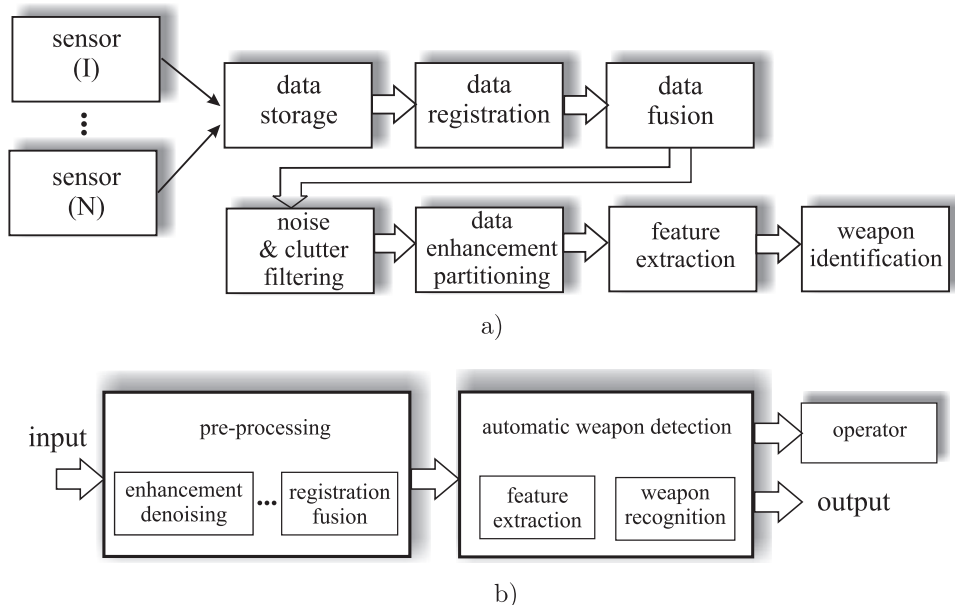 sensor
(I)
sensor
(N)
data
storage
data
registration
data
fusion
noise
& clutter
filtering
data
enhancement
partitioning
feature
extraction
weapon
identification
a)
input
pre-processing
enhancement
denoising
registration
fusion
automatic weapon detection
feature
extraction
weapon
recognition
operator
output
b)